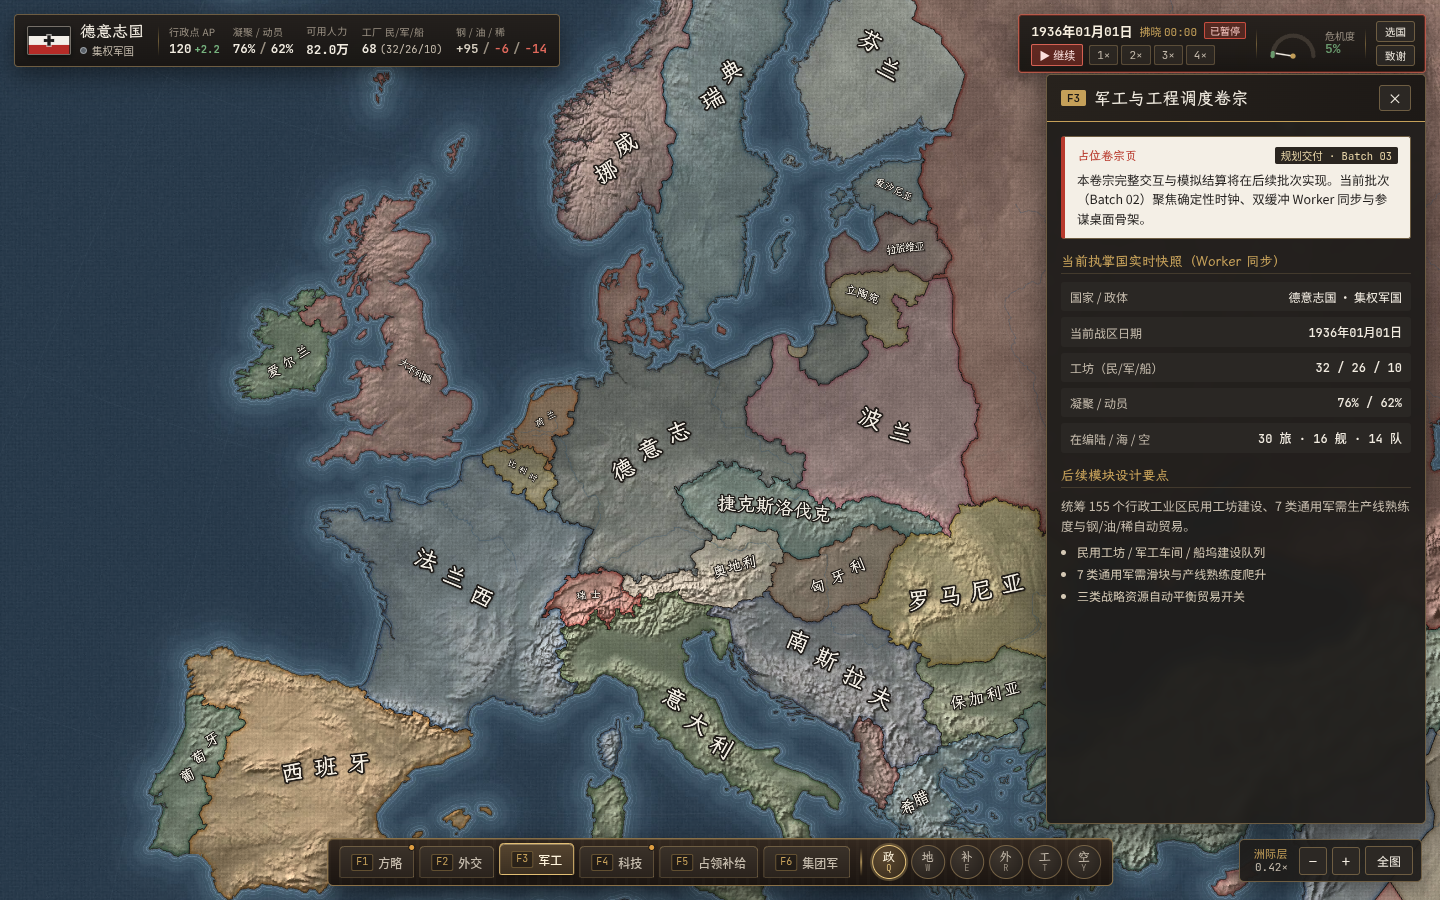 德意志国
集权军国
行政点 AP
120 +2.2
凝聚 / 动员
76% / 62%
可用人力
82.0万
工厂 民/军/船
68 (32/26/10)
钢 / 油 / 稀
+95 / -6 / -14
1936年01月01日 拂晓 00:00 已暂停
▶ 继续 1× 2× 3× 4×
危机度
5%
选国
致谢
F3 军工与工程调度卷宗 ×
占位卷宗页 规划交付 · Batch 03
本卷宗完整交互与模拟结算将在后续批次实现。当前批次
（Batch 02）聚焦确定性时钟、双缓冲 Worker 同步与参
谋桌面骨架。
当前执掌国实时快照（Worker 同步）
国家 / 政体 德意志国 · 集权军国
当前战区日期 1936年01月01日
工坊（民/军/船） 32 / 26 / 10
凝聚 / 动员 76% / 62%
在编陆 / 海 / 空 30 旅 · 16 舰 · 14 队
后续模块设计要点
统筹 155 个行政工业区民用工坊建设、7 类通用军需生产线熟练
度与钢/油/稀自动贸易。
民用工坊 / 军工车间 / 船坞建设队列
7 类通用军需滑块与产线熟练度爬升
三类战略资源自动平衡贸易开关
芬兰
瑞典
挪威
爱沙尼亚
拉脱维亚
立陶宛
爱尔兰
大不列颠
荷兰
比利时
德意志
波兰
捷克斯洛伐克
法兰西
瑞士
奥地利
匈牙利
罗马尼亚
南斯拉夫
意大利
保加利亚
葡萄牙
西班牙
希腊
F1 方略
F2 外交
F3 军工
F4 科技
F5 占领补给
F6 集团军
政 Q
地 W
补 E
外 R
工 T
空 Y
洲际层
0.42×
−
+
全图